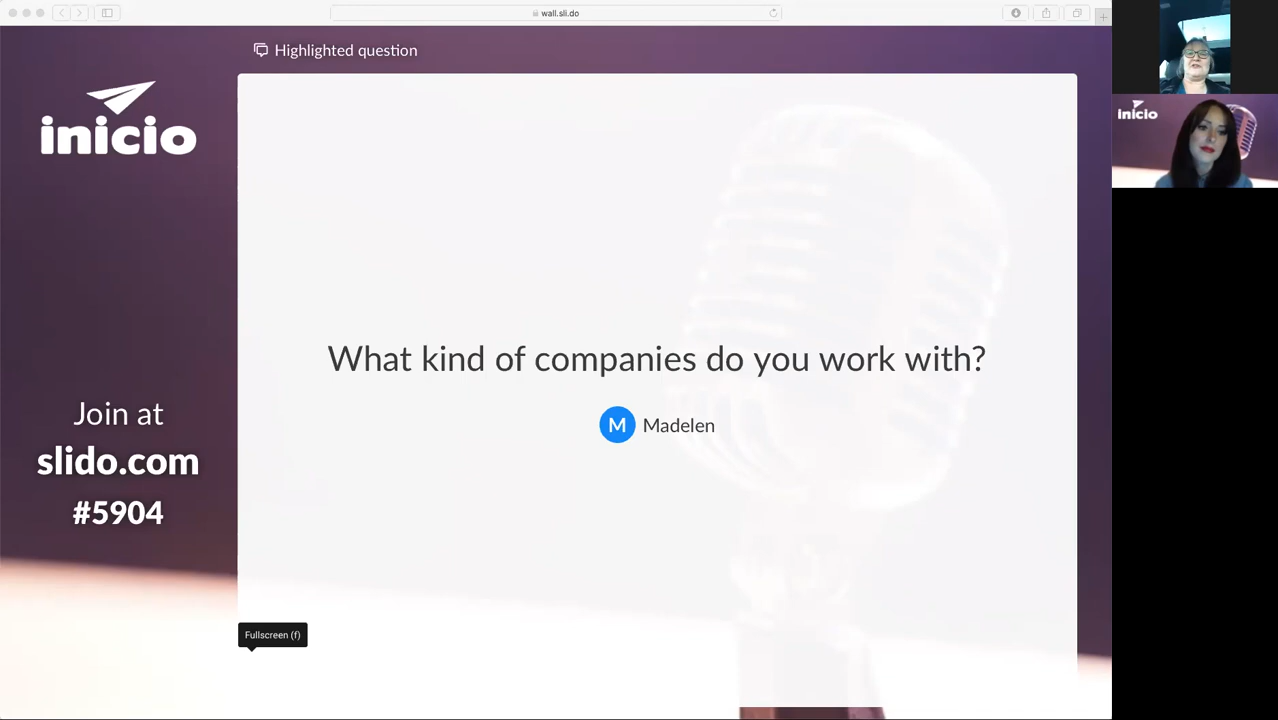 wall.sli.do
Highlighted question
inicio
What kind of companies do you work with?
M Madelen
Join at
slido.com
#5904
Fullscreen (f)
inicio